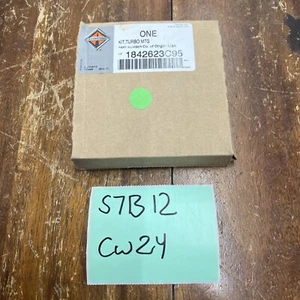 ONE
KIT,TURBO MTG
1842623C95
S7B12
CW24